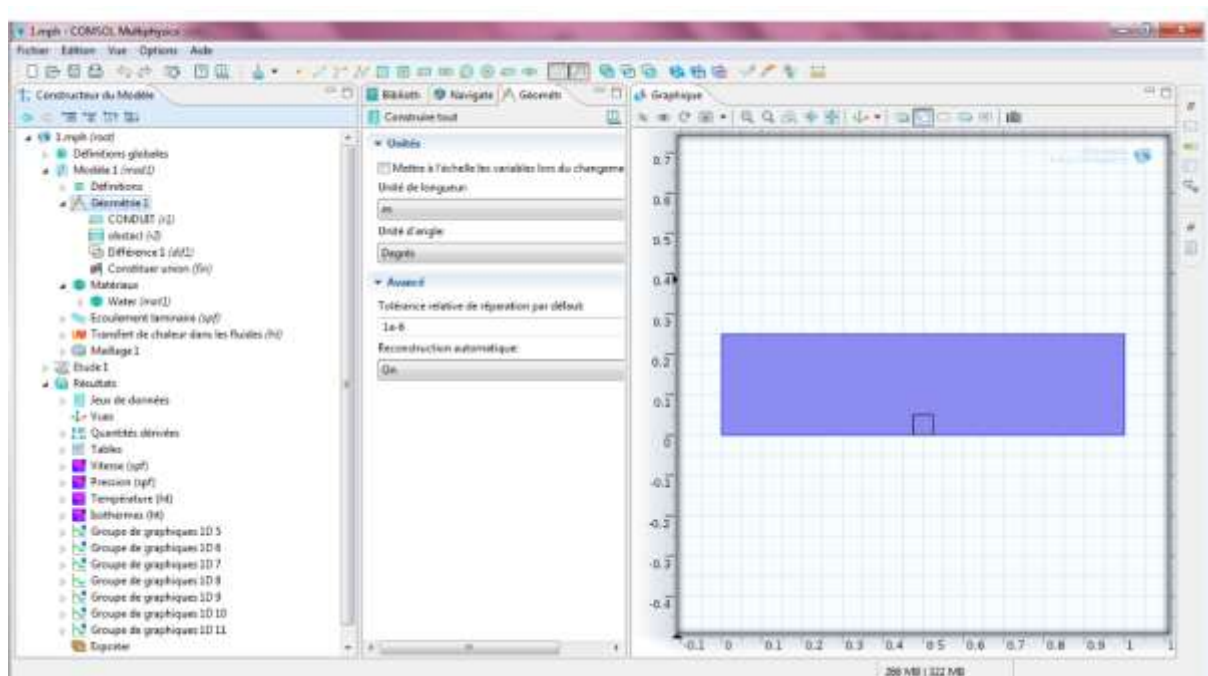 1.mph - COMSOL Multiphysics
Fichier Edition Vue Options Aide
Constructeur du Modèle
1.mph (root)
Définitions globales
Modèle 1 (mod1)
Définitions
Géométrie 1
CONDUIT (r1)
obstacl (r2)
Différence 1 (dif1)
Constituer union (fin)
Matériaux
Water (mat1)
Ecoulement laminaire (spf)
Transfert de chaleur dans les fluides (ht)
Maillage 1
Etude 1
Résultats
Jeux de données
Vues
Quantités dérivées
Tables
Vitesse (spf)
Pression (spf)
Température (ht)
Isothermes (ht)
Groupe de graphiques 1D 5
Groupe de graphiques 1D 6
Groupe de graphiques 1D 7
Groupe de graphiques 1D 8
Groupe de graphiques 1D 9
Groupe de graphiques 1D 10
Groupe de graphiques 1D 11
Exporter
Biblioth Navigate Géométr
Construire tout
Unités
Mettre à l'échelle les variables lors du changeme
Unité de longueur:
m
Unité d'angle:
Degrés
Avancé
Tolérance relative de réparation par défaut:
1e-6
Reconstruction automatique:
On
Graphique
0.7
0.6
0.5
0.4
0.3
0.2
0.1
0
-0.1
-0.2
-0.3
-0.4
-0.1 0 0.1 0.2 0.3 0.4 0.5 0.6 0.7 0.8 0.9 1 1
288 MB | 322 MB